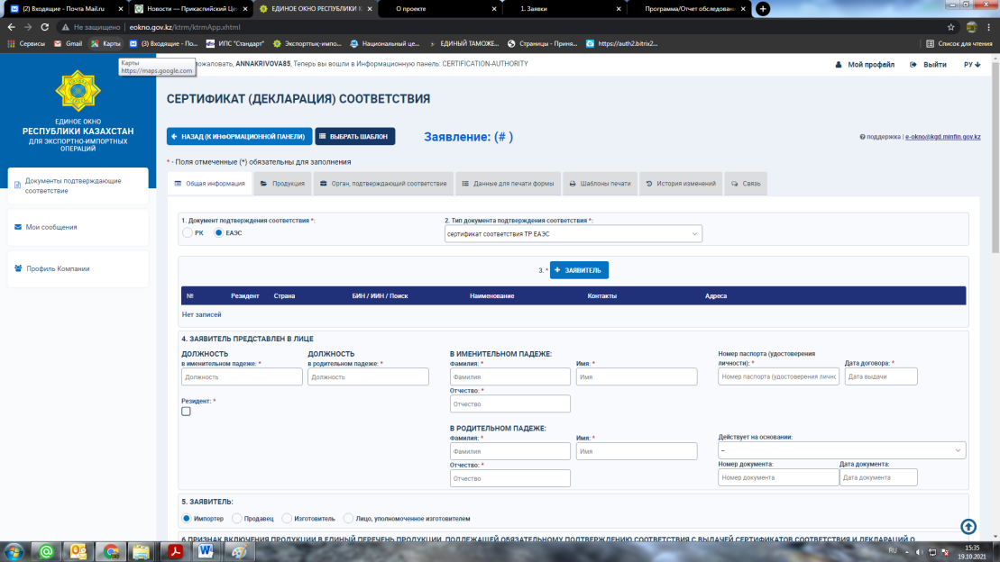 (2) Входящие - Почта Mail.ru
Новости — Прикаспийский Це
ЕДИНОЕ ОКНО РЕСПУБЛИКИ К
О проекте
1. Заявки
Программа/Отчет обследован
Не защищено | eokno.gov.kz/ktrm/ktrmApp.xhtml
Сервисы
Gmail
Карты
(3) Входящие - По...
ИПС "Стандарт"
Экспортных-импо...
Национальный це...
ЕДИНЫЙ ТАМОЖЕ...
Страницы - Приня...
https://auth2.bitrix2...
Список для чтения
Карты
https://maps.google.com
пожаловать, ANNAKRIVOVA85, Теперь вы вошли в Информационную панель: CERTIFICATION-AUTHORITY
Мой профайл
Выйти
РУ
ЕДИНОЕ ОКНО
РЕСПУБЛИКИ КАЗАХСТАН
ДЛЯ ЭКСПОРТНО-ИМПОРТНЫХ
ОПЕРАЦИЙ
Документы подтверждающие
соответствие
Мои сообщения
Профиль Компании
СЕРТИФИКАТ (ДЕКЛАРАЦИЯ) СООТВЕТСТВИЯ
НАЗАД (К ИНФОРМАЦИОННОЙ ПАНЕЛИ)
ВЫБРАТЬ ШАБЛОН
Заявление: (# )
поддержка | e-okno@kgd.minfin.gov.kz
* - Поля отмеченные (*) обязательны для заполнения
Общая информация
Продукция
Орган, подтверждающий соответствие
Данные для печати формы
Шаблоны печати
История изменений
Связь
1. Документ подтверждения соответствия *:
РК
ЕАЭС
2. Тип документа подтверждения соответствия *:
сертификат соответствия ТР ЕАЭС
3. *
+ ЗАЯВИТЕЛЬ
№ Резидент Страна БИН / ИИН / Поиск Наименование Контакты Адреса
Нет записей
4. ЗАЯВИТЕЛЬ ПРЕДСТАВЛЕН В ЛИЦЕ
ДОЛЖНОСТЬ
в именительном падеже: *
Должность
ДОЛЖНОСТЬ
в родительном падеже: *
Должность
Резидент: *
В ИМЕНИТЕЛЬНОМ ПАДЕЖЕ:
Фамилия: *
Фамилия
Имя: *
Имя
Отчество: *
Отчество
Номер паспорта (удостоверения
личности): *
Номер паспорта (удостоверения личнс
Дата договора: *
Дата выдачи
В РОДИТЕЛЬНОМ ПАДЕЖЕ:
Фамилия: *
Фамилия
Имя: *
Имя
Отчество: *
Отчество
Действует на основании:
–
Номер документа:
Номер документа
Дата документа:
Дата документа
5. ЗАЯВИТЕЛЬ:
Импортер
Продавец
Изготовитель
Лицо, уполномоченное изготовителем
6 ПРИЗНАК ВКЛЮЧЕНИЯ ПРОДУКЦИИ В ЕДИНЫЙ ПЕРЕЧЕНЬ ПРОДУКЦИИ, ПОДЛЕЖАЩЕЙ ОБЯЗАТЕЛЬНОМУ ПОДТВЕРЖДЕНИЮ СООТВЕТСТВИЯ С ВЫДАЧЕЙ СЕРТИФИКАТОВ СООТВЕТСТВИЯ И ДЕКЛАРАЦИЙ О
RU
15:35
19.10.2021